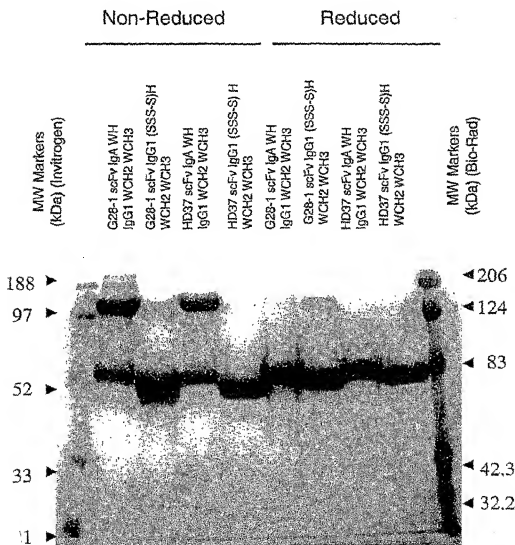 Non-Reduced
Reduced
MW Markers
(kDa) (Invitrogen)
G28-1 scFv IgA WH
IgG1 WCH2 WCH3
G28-1 scFv IgG1 (SSS-S)H
WCH2 WCH3
HD37 scFv IgA WH
IgG1 WCH2 WCH3
HD37 scFv IgG1 (SSS-S) H
WCH2 WCH3
G28-1 scFv IgA WH
IgG1 WCH2 WCH3
G28-1 scFv IgG1 (SSS-S)H
WCH2 WCH3
HD37 scFv IgA WH
IgG1 WCH2 WCH3
HD37 scFv IgG1 (SSS-S)H
WCH2 WCH3
MW Markers
(kDa) (Bio-Rad)
188
97
52
33
206
124
83
42.3
32.2